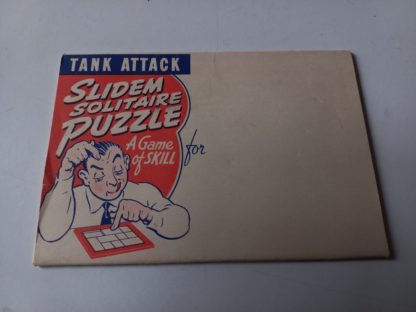 TANK ATTACK
SLIDEM
SOLITAIRE
PUZZLE
A Game
of SKILL
for